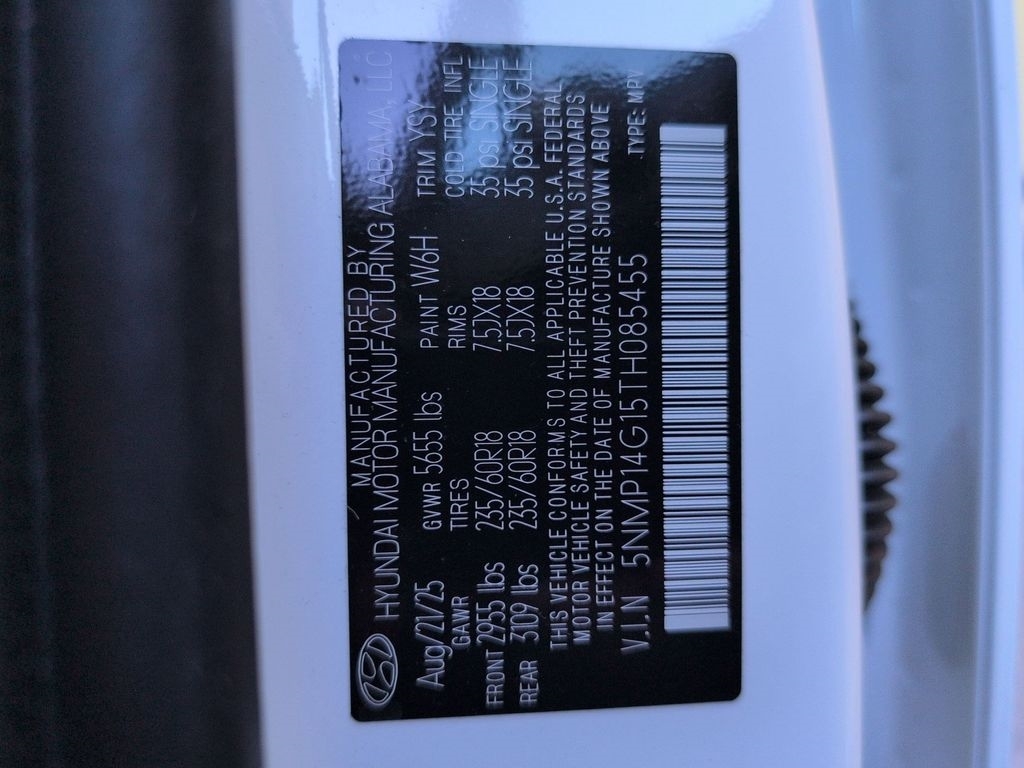 MANUFACTURED BY
HYUNDAI MOTOR MANUFACTURING ALABAMA, LLC
Aug/21/25 GVWR 5655 lbs PAINT W6H TRIM YSY
GAWR TIRES RIMS COLD TIRE INFL
FRONT 2955 lbs 235/60R18 7.5JX18 35 psi SINGLE
REAR 3109 lbs 235/60R18 7.5JX18 35 psi SINGLE
THIS VEHICLE CONFORMS TO ALL APPLICABLE U.S.A. FEDERAL
MOTOR VEHICLE SAFETY AND THEFT PREVENTION STANDARDS
IN EFFECT ON THE DATE OF MANUFACTURE SHOWN ABOVE
V.I.N 5NMP14G15TH085455 TYPE: MPV